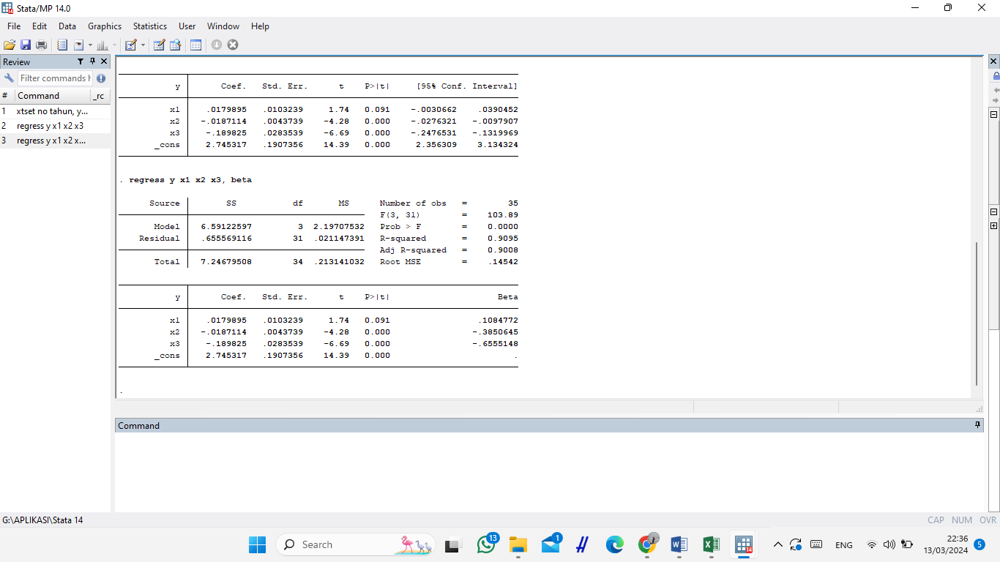 Stata/MP 14.0
File Edit Data Graphics Statistics User Window Help
Review
Filter commands h
# Command _rc
1 xtset no tahun, y...
2 regress y x1 x2 x3
3 regress y x1 x2 x...
y Coef. Std. Err. t P>|t| [95% Conf. Interval]
x1 .0179895 .0103239 1.74 0.091 -.0030662 .0390452
x2 -.0187114 .0043739 -4.28 0.000 -.0276321 -.0097907
x3 -.189825 .0283539 -6.69 0.000 -.2476531 -.1319969
_cons 2.745317 .1907356 14.39 0.000 2.356309 3.134324
. regress y x1 x2 x3, beta
Source SS df MS Number of obs = 35
F(3, 31) = 103.89
Model 6.59122597 3 2.19707532 Prob > F = 0.0000
Residual .655569116 31 .021147391 R-squared = 0.9095
Adj R-squared = 0.9008
Total 7.24679508 34 .213141032 Root MSE = .14542
y Coef. Std. Err. t P>|t| Beta
x1 .0179895 .0103239 1.74 0.091 .1084772
x2 -.0187114 .0043739 -4.28 0.000 -.3850645
x3 -.189825 .0283539 -6.69 0.000 -.6555148
_cons 2.745317 .1907356 14.39 0.000 .
.
Command
G:\APLIKASI\Stata 14
CAP NUM OVR
Search
13
1
14
ENG
22:36
13/03/2024
5